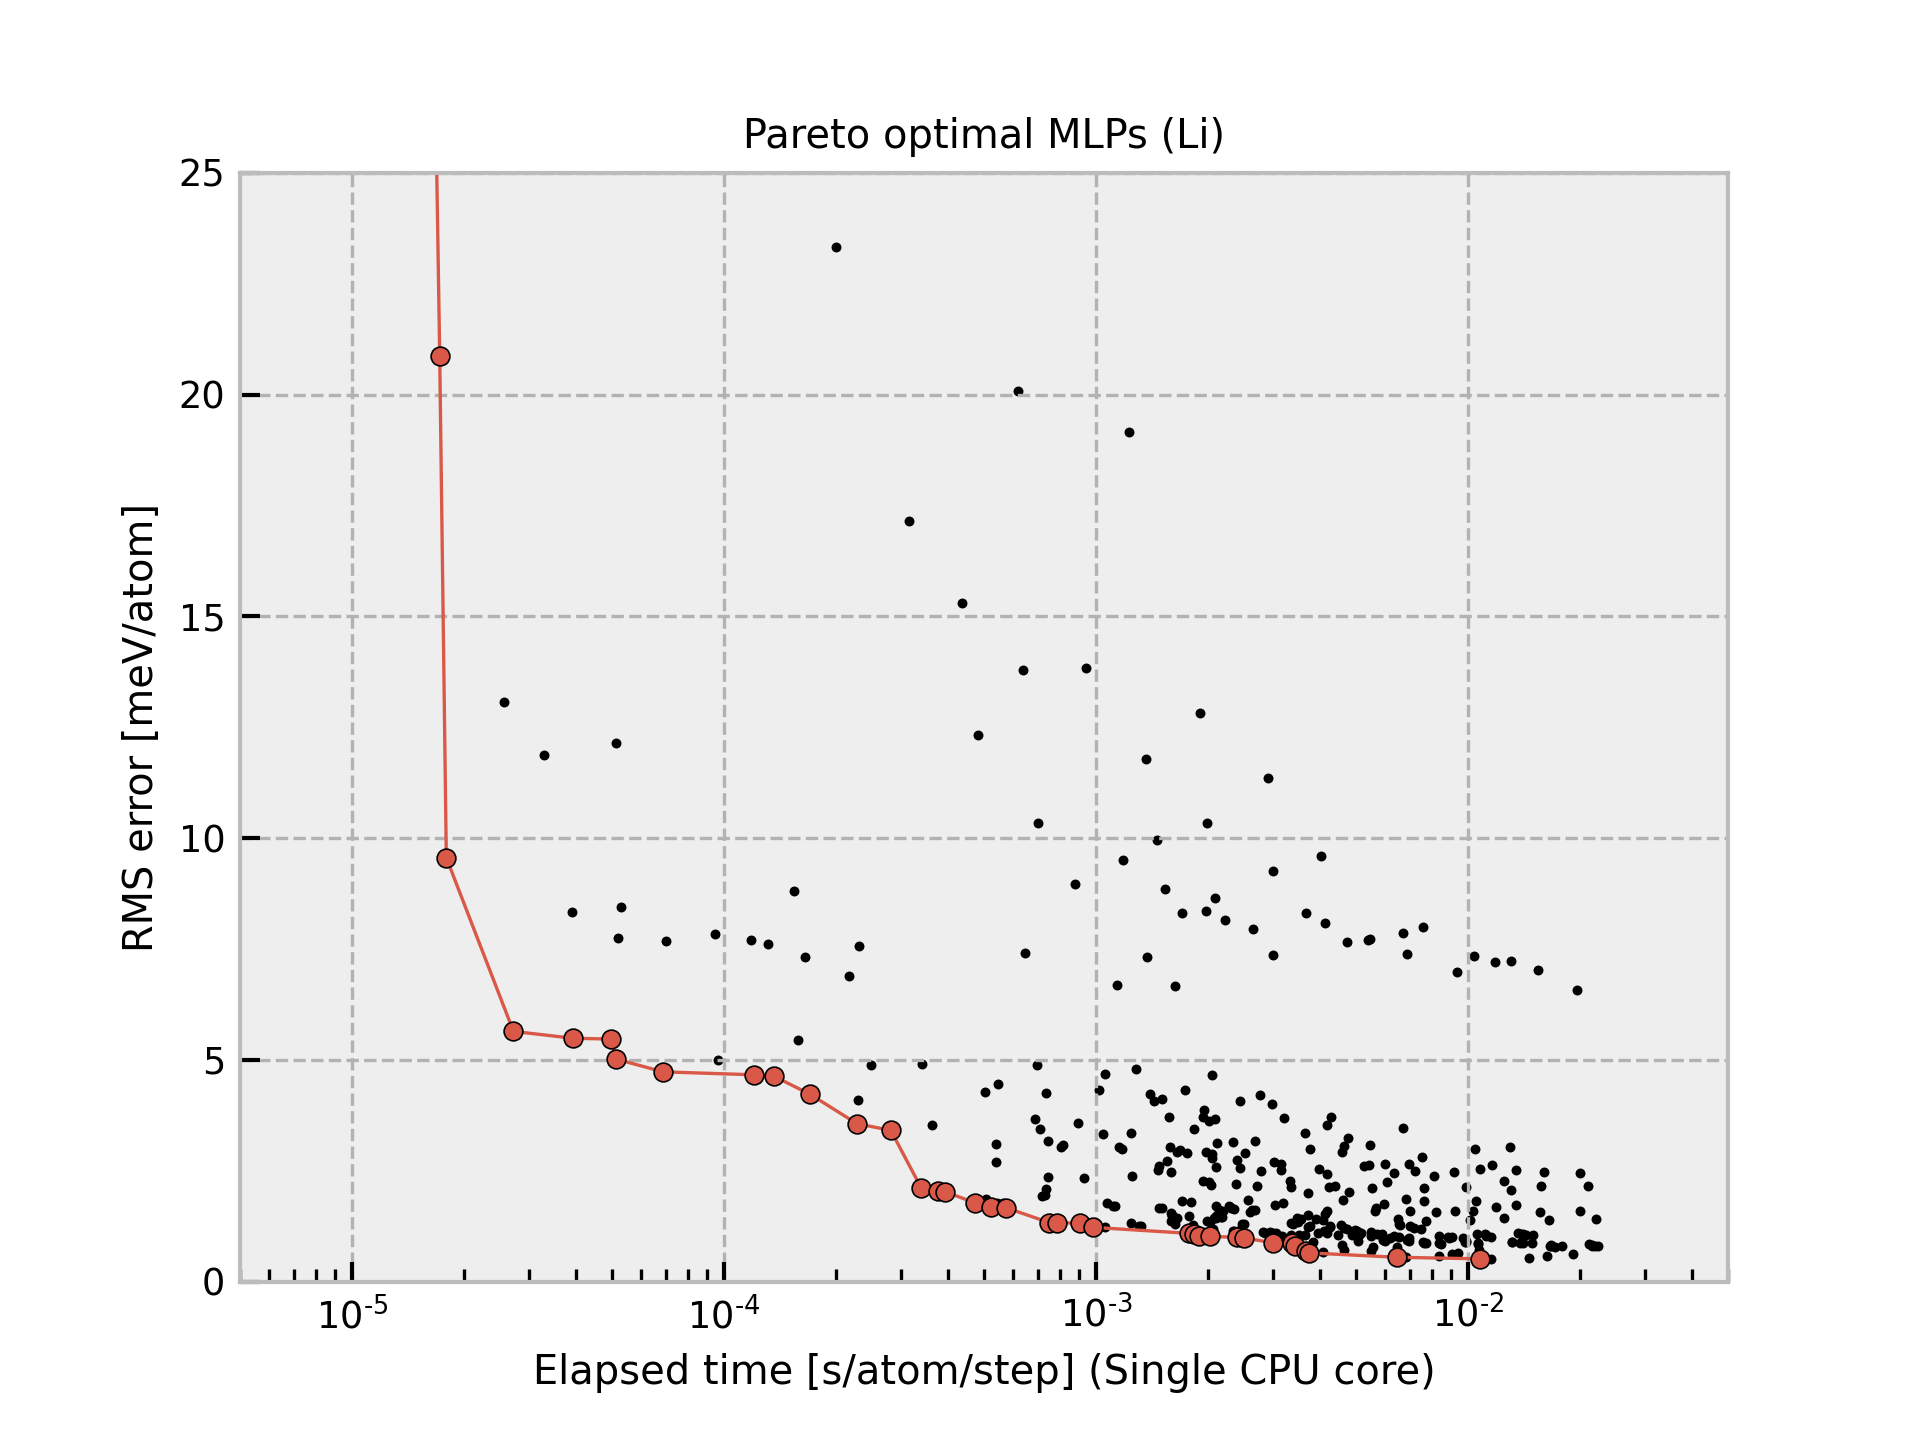 Pareto optimal MLPs (Li)
25
20
15
10
5
0
RMS error [meV/atom]
10^-5 10^-4 10^-3 10^-2
Elapsed time [s/atom/step] (Single CPU core)